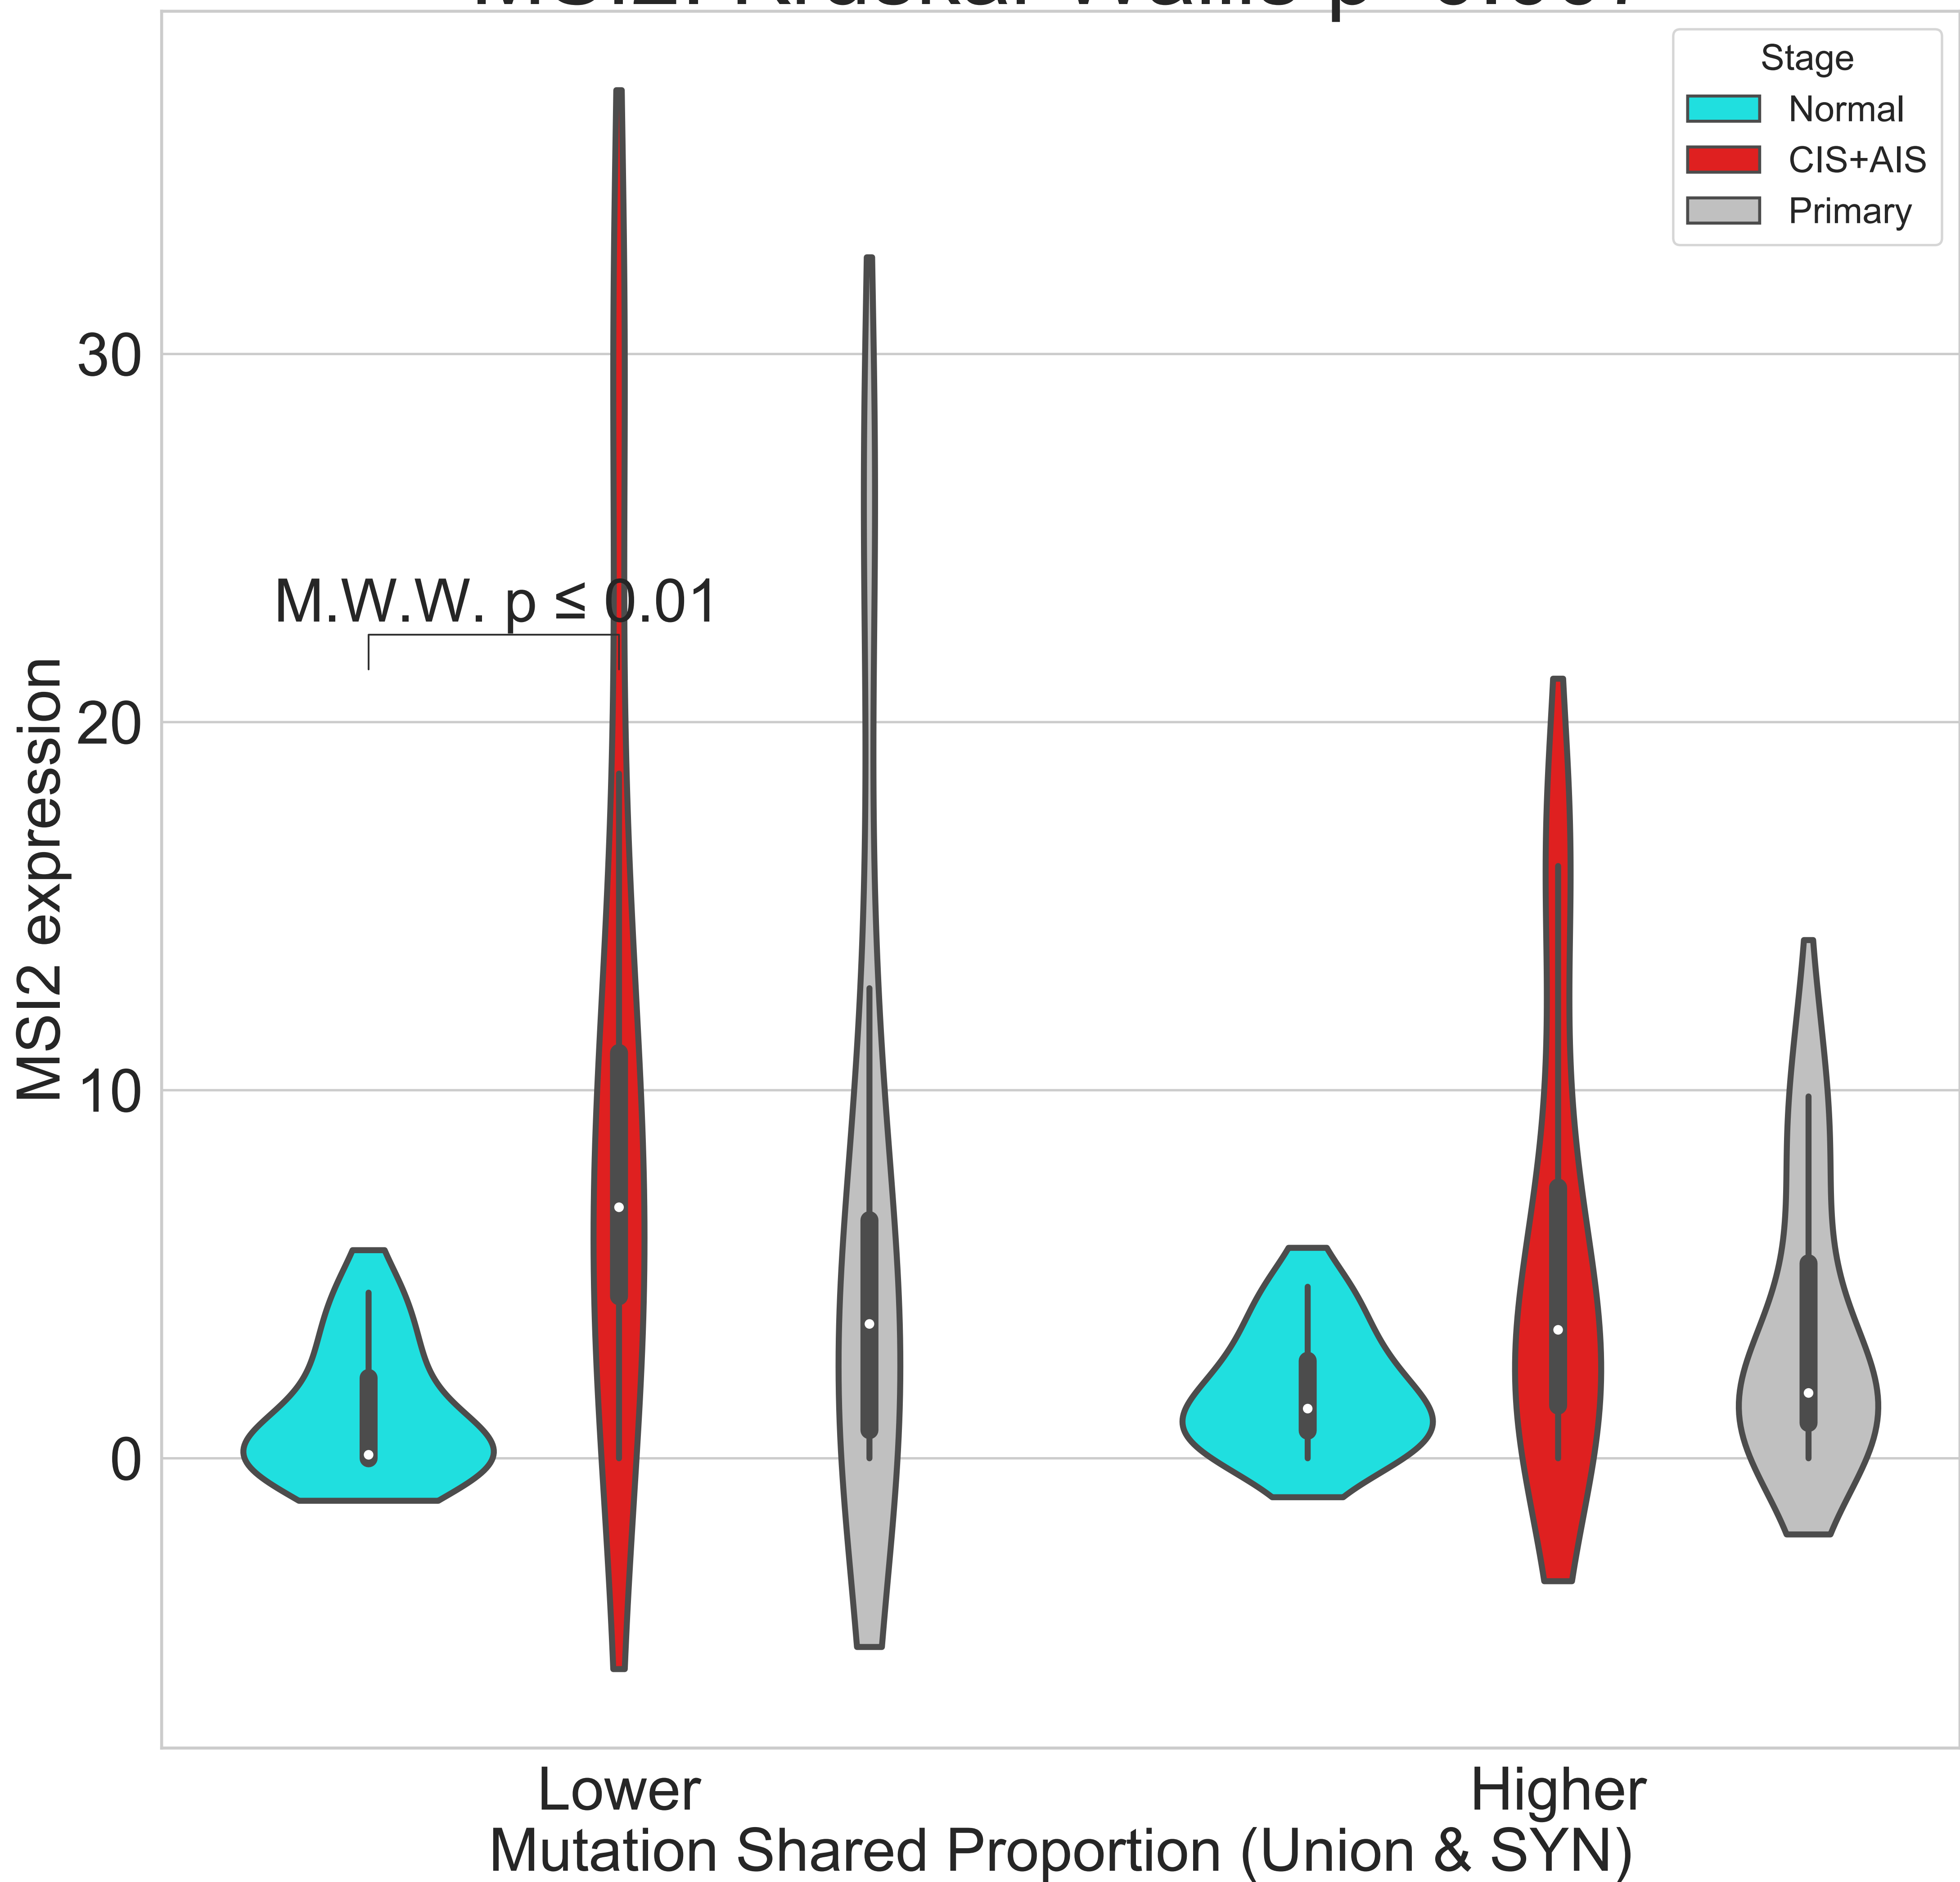 Stage
Normal
CIS+AIS
Primary
30
20
10
0
MSI2 expression
M.W.W. p ≤ 0.01
Lower
Higher
Mutation Shared Proportion (Union & SYN)